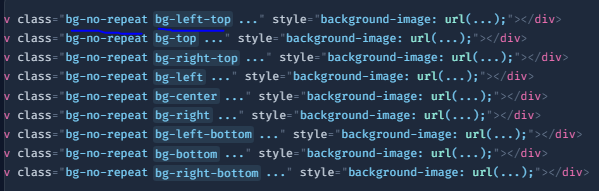 v class="bg-no-repeat bg-left-top ..." style="background-image: url(...);"></div>
v class="bg-no-repeat bg-top ..." style="background-image: url(...);"></div>
v class="bg-no-repeat bg-right-top ..." style="background-image: url(...);"></div>
v class="bg-no-repeat bg-left ..." style="background-image: url(...);"></div>
v class="bg-no-repeat bg-center ..." style="background-image: url(...);"></div>
v class="bg-no-repeat bg-right ..." style="background-image: url(...);"></div>
v class="bg-no-repeat bg-left-bottom ..." style="background-image: url(...);"></div>
v class="bg-no-repeat bg-bottom ..." style="background-image: url(...);"></div>
v class="bg-no-repeat bg-right-bottom ..." style="background-image: url(...);"></div>